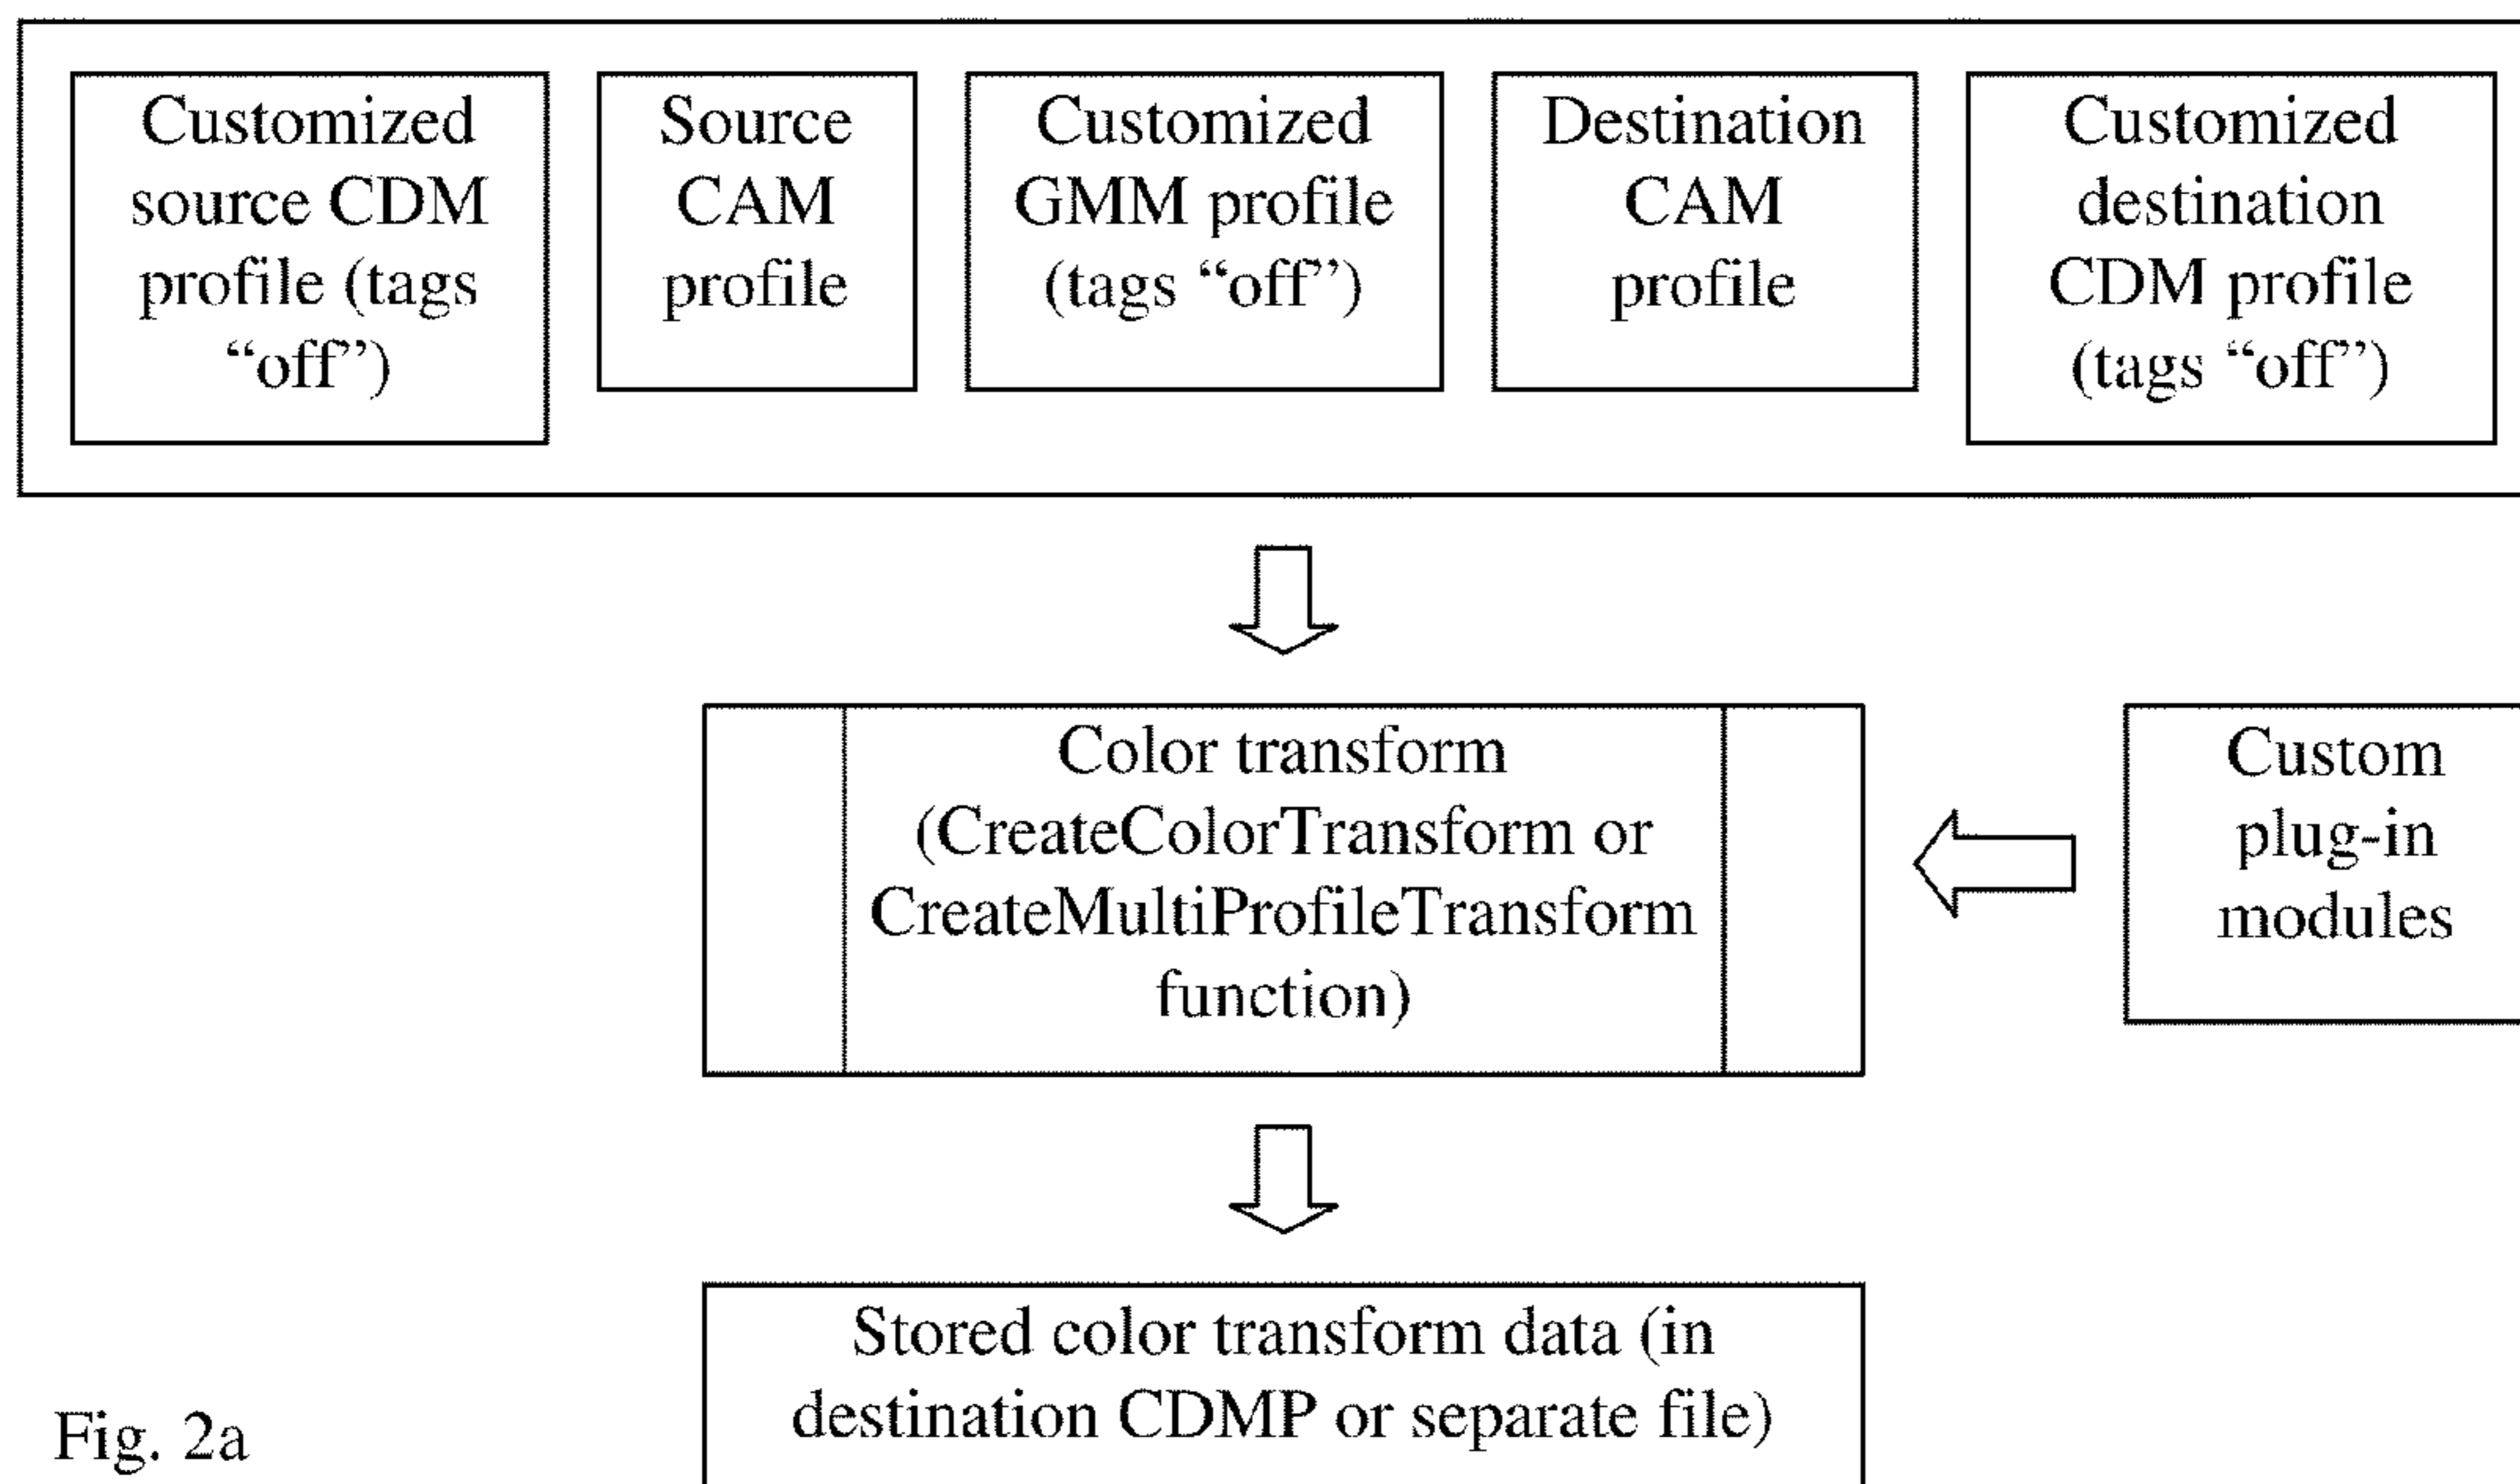 Customized
source CDM
profile (tags
“off”)
Source
CAM
profile
Customized
GMM profile
(tags “off”)
Destination
CAM
profile
Customized
destination
CDM profile
(tags “off”)
Color transform
(CreateColorTransform or
CreateMultiProfileTransform
function)
Custom
plug-in
modules
Stored color transform data (in
destination CDMP or separate file)
Fig. 2a